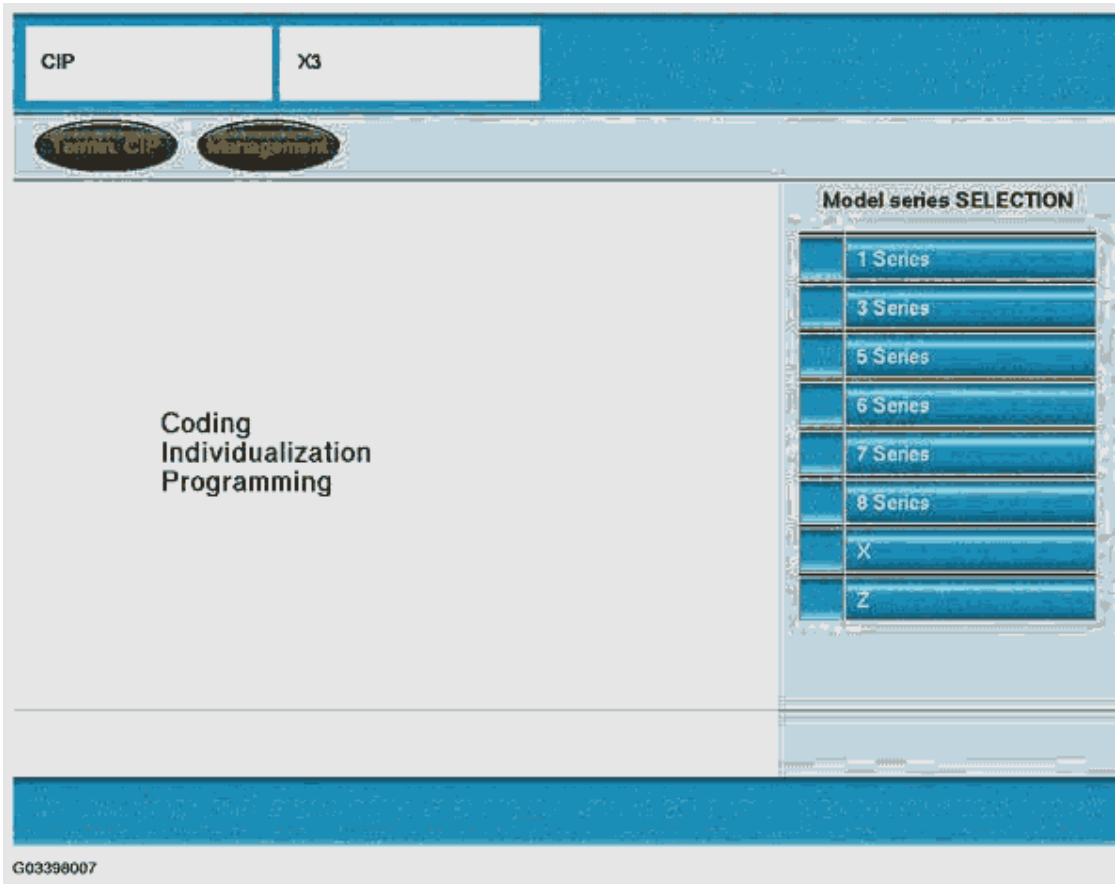 CIP
X3
Termin. CIP
Management
Model series SELECTION
1 Series
3 Series
5 Series
6 Series
7 Series
8 Series
X
Z
Coding
Individualization
Programming
G03398007